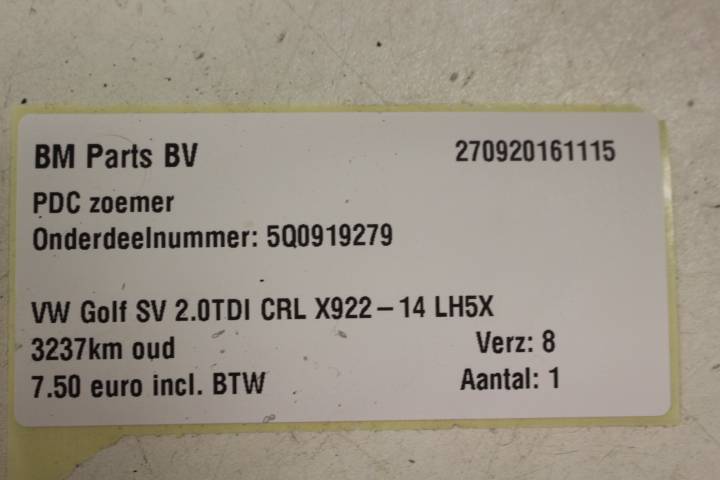 BM Parts BV 270920161115
PDC zoemer
Onderdeelnummer: 5Q0919279
VW Golf SV 2.0TDI CRL X922-14 LH5X
3237km oud Verz: 8
7.50 euro incl. BTW Aantal: 1